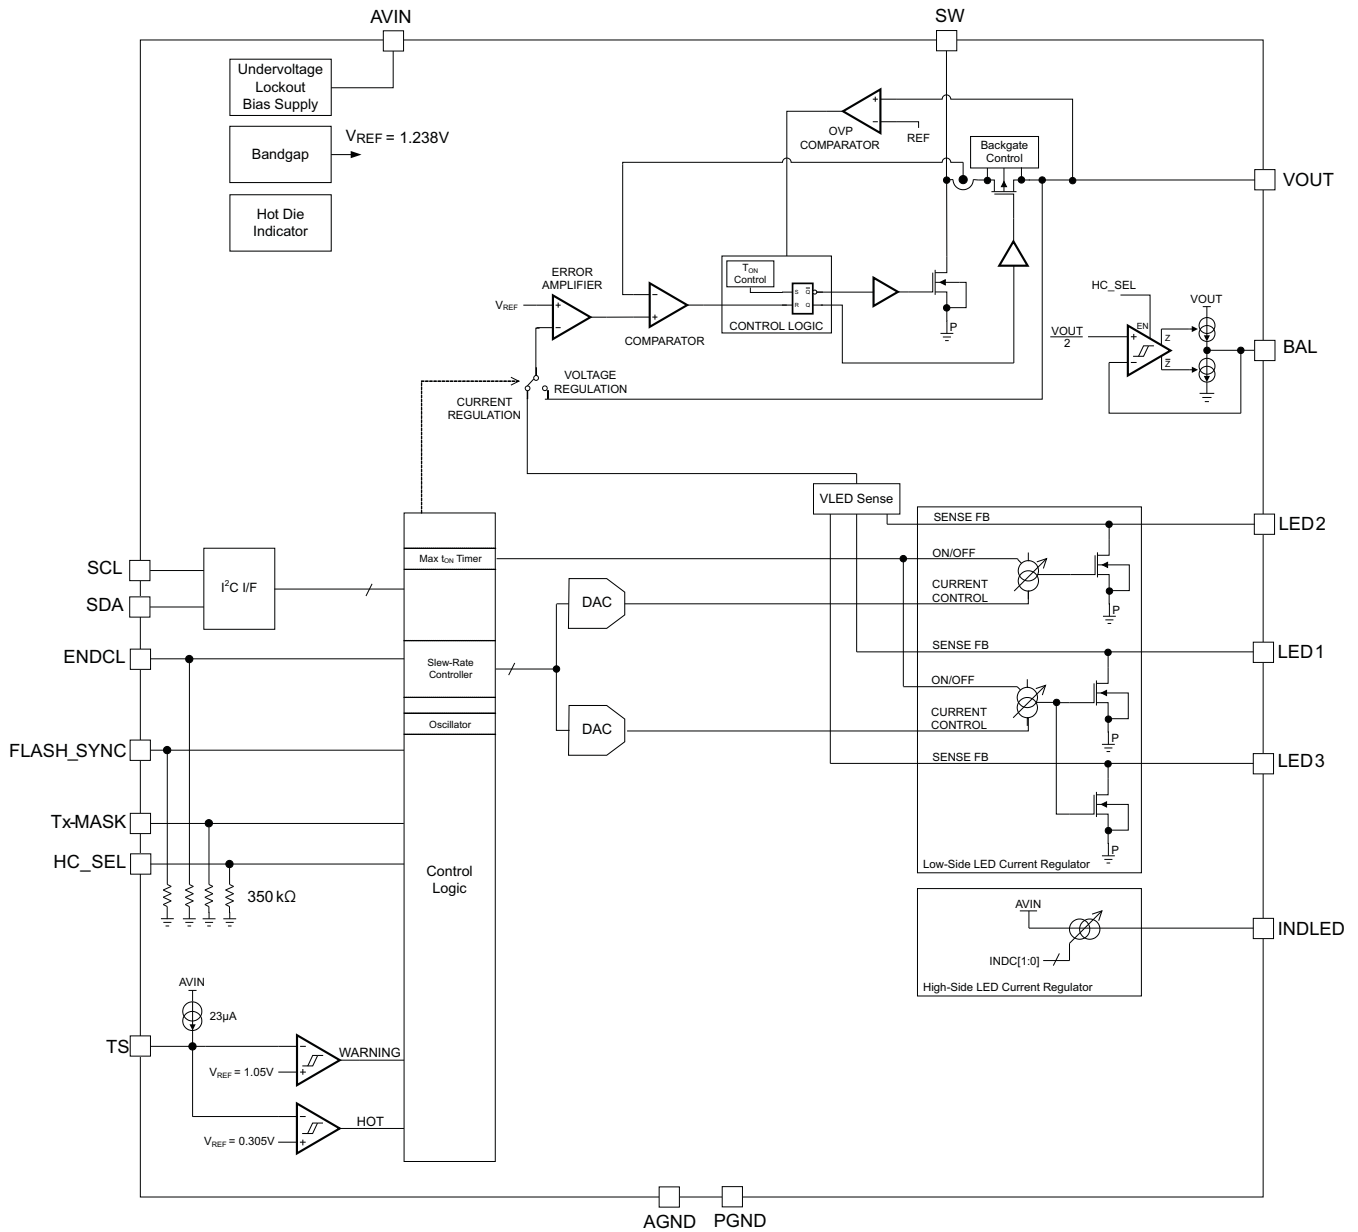 AVIN
SW
Undervoltage
Lockout
Bias Supply
Bandgap
VREF = 1.238V
Hot Die
Indicator
OVP
COMPARATOR
+
−
REF
Backgate
Control
VOUT
ERROR
AMPLIFIER
VREF
+
−
−
+
COMPARATOR
TON
Control
S
R
Q̅
Q
CONTROL LOGIC
P
HC_SEL
VOUT
VOUT
2
EN
+
−
Z
Z̅
BAL
VOLTAGE
REGULATION
CURRENT
REGULATION
VLED Sense
SENSE FB
LED2
SCL
SDA
I²C I/F
Max tON Timer
ON/OFF
CURRENT
CONTROL
P
DAC
ENDCL
Slew-Rate
Controller
SENSE FB
LED1
ON/OFF
CURRENT
CONTROL
P
DAC
Oscillator
FLASH_SYNC
SENSE FB
LED3
Tx-MASK
HC_SEL
350 kΩ
Control
Logic
P
Low-Side LED Current Regulator
AVIN
INDLED
INDC[1:0]
High-Side LED Current Regulator
AVIN
23µA
TS
−
+
WARNING
VREF = 1.05V
−
+
HOT
VREF = 0.305V
AGND
PGND